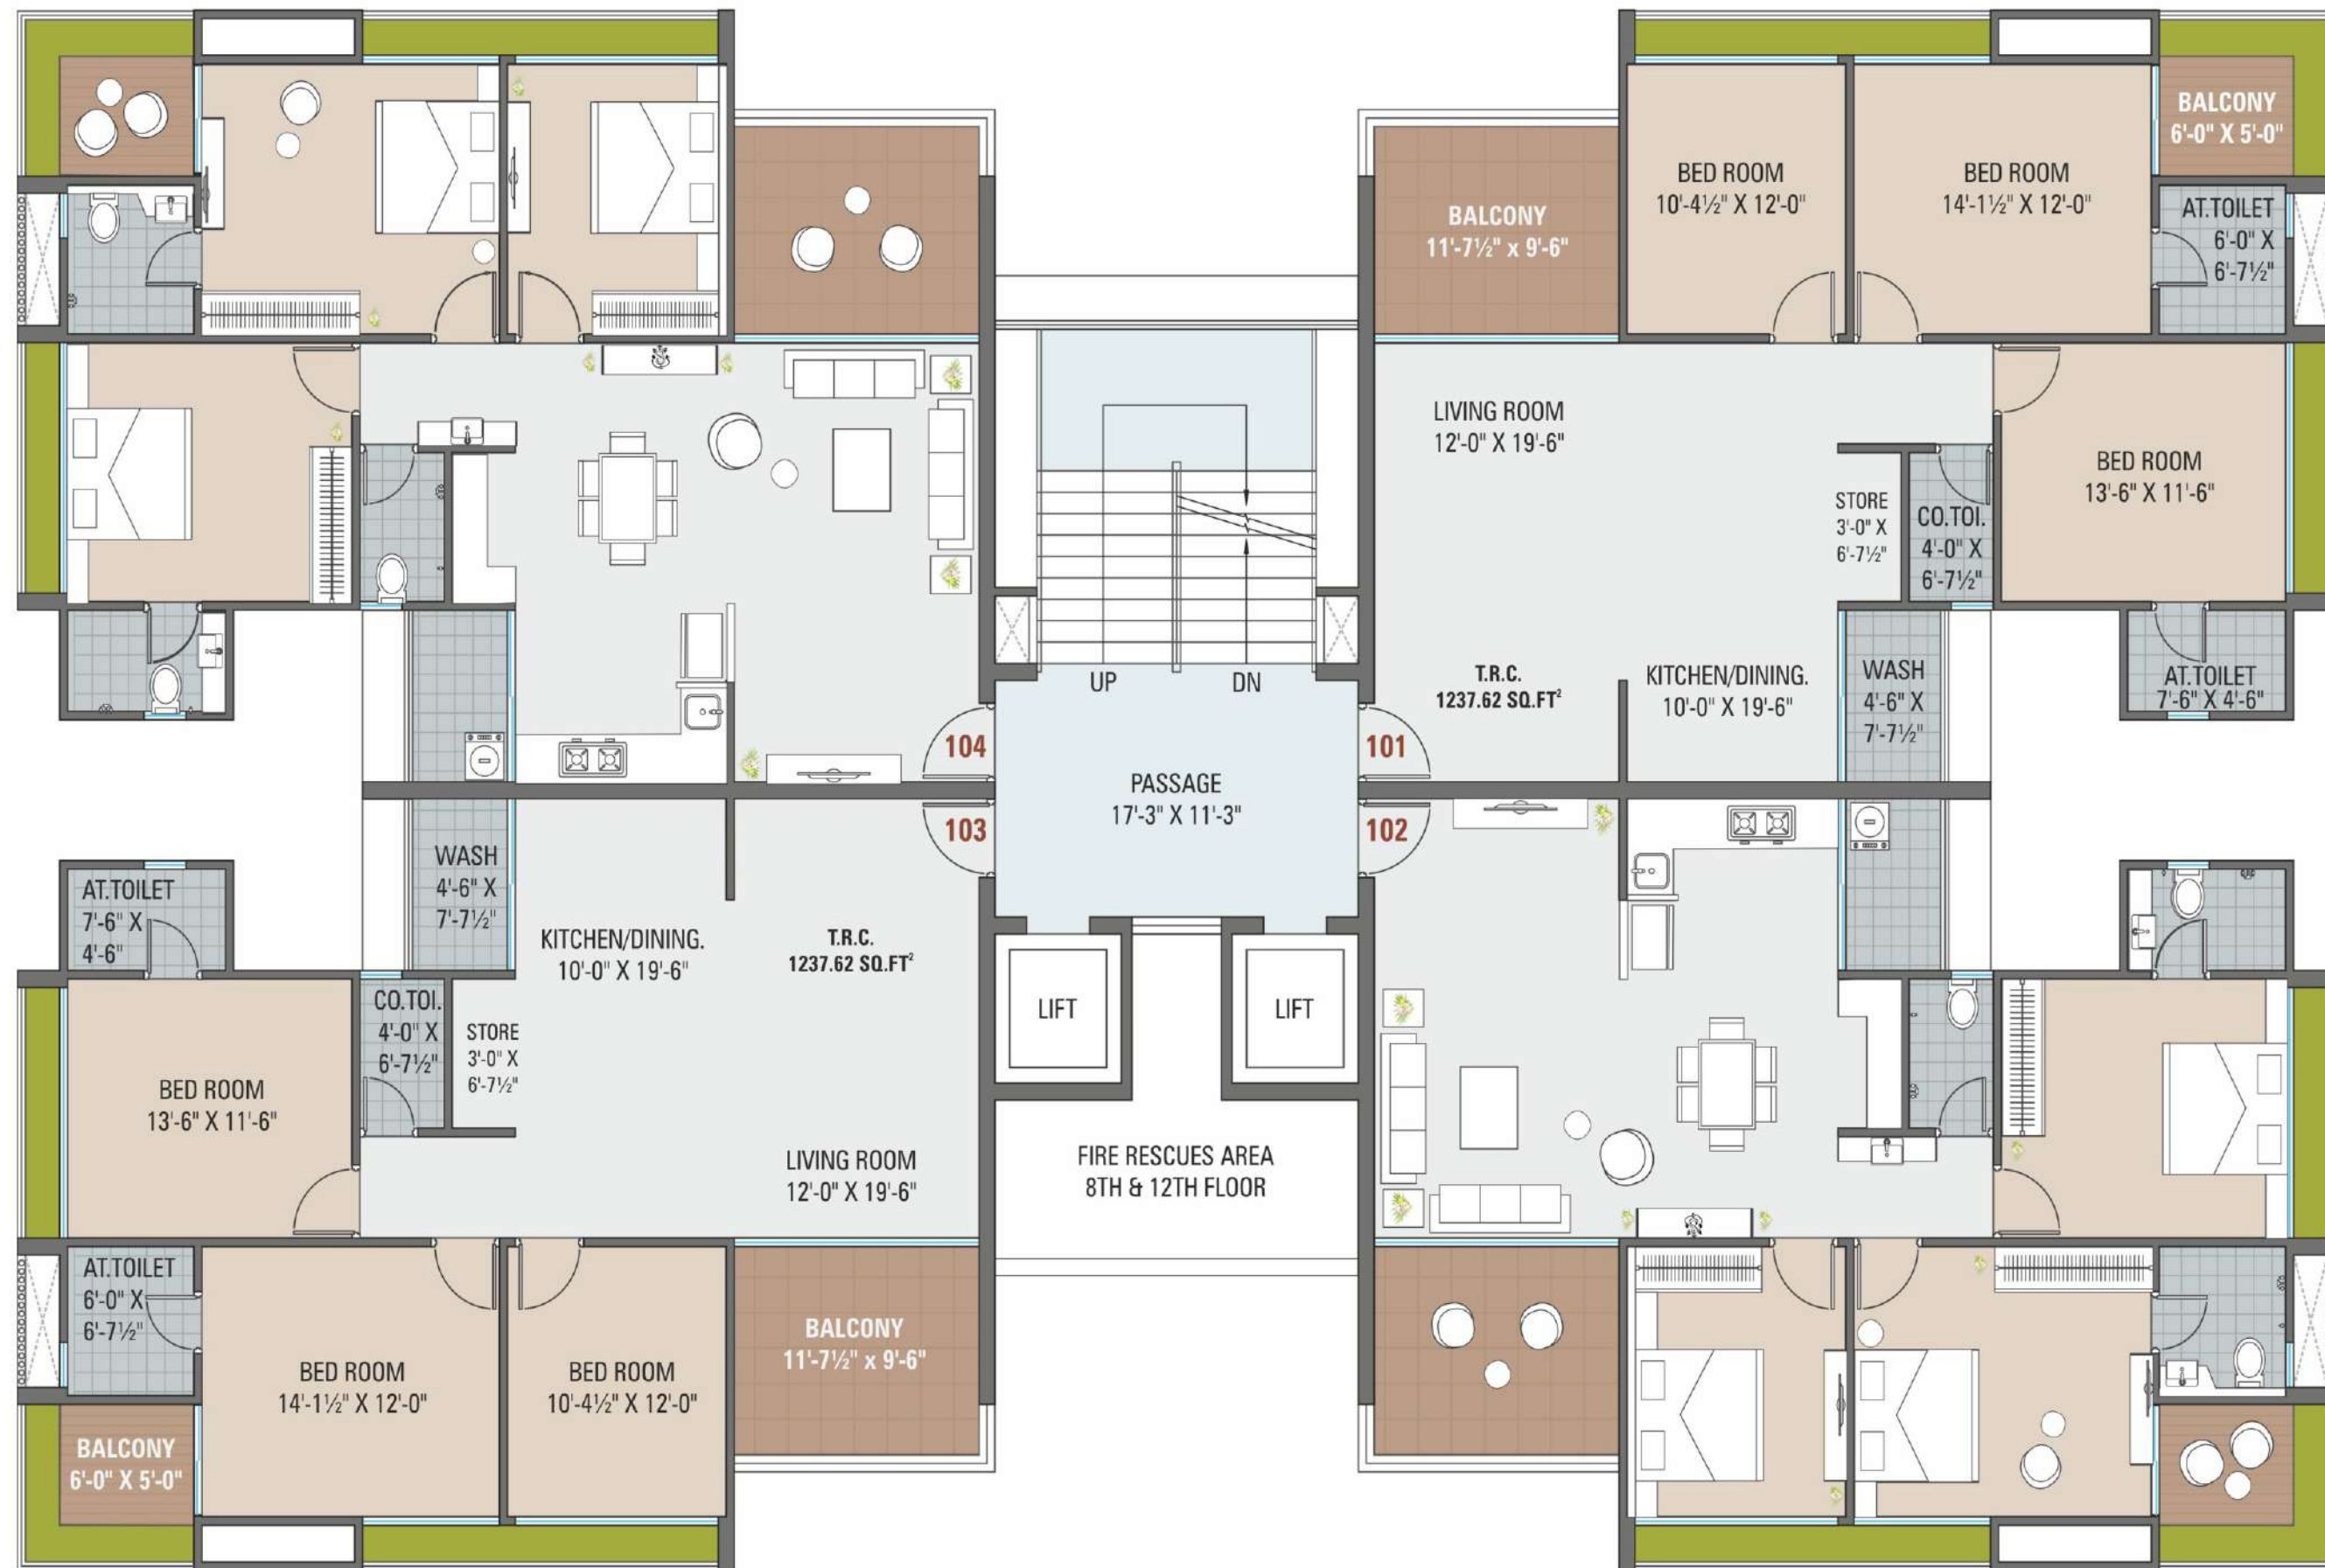 BALCONY
6'-0" X 5'-0"
BED ROOM
10'-4½" X 12'-0"
BED ROOM
14'-1½" X 12'-0"
AT.TOILET
6'-0" X
6'-7½"
BALCONY
11'-7½" x 9'-6"
LIVING ROOM
12'-0" X 19'-6"
BED ROOM
13'-6" X 11'-6"
STORE
3'-0" X
6'-7½"
CO.TOI.
4'-0" X
6'-7½"
T.R.C.
1237.62 SQ.FT²
KITCHEN/DINING.
10'-0" X 19'-6"
WASH
4'-6" X
7'-7½"
AT.TOILET
7'-6" X 4'-6"
UP
DN
104
101
PASSAGE
17'-3" X 11'-3"
103
102
WASH
4'-6" X
7'-7½"
AT.TOILET
7'-6" X
4'-6"
KITCHEN/DINING.
10'-0" X 19'-6"
T.R.C.
1237.62 SQ.FT²
LIFT
LIFT
CO.TOI.
4'-0" X
6'-7½"
STORE
3'-0" X
6'-7½"
BED ROOM
13'-6" X 11'-6"
LIVING ROOM
12'-0" X 19'-6"
FIRE RESCUES AREA
8TH & 12TH FLOOR
AT.TOILET
6'-0" X
6'-7½"
BED ROOM
14'-1½" X 12'-0"
BED ROOM
10'-4½" X 12'-0"
BALCONY
11'-7½" x 9'-6"
BALCONY
6'-0" X 5'-0"